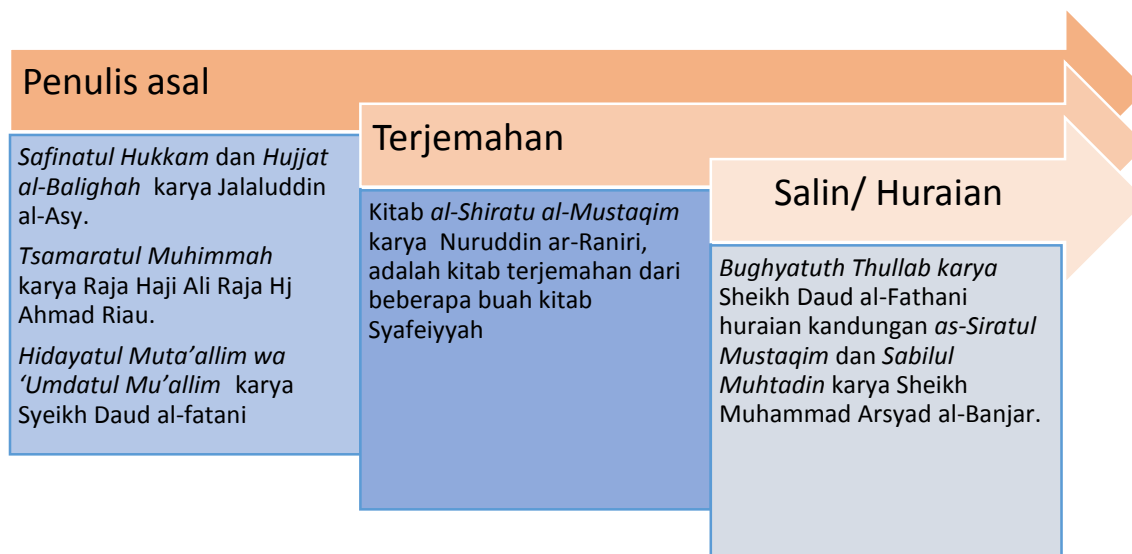 Penulis asal
Safinatul Hukkam dan Hujjat
al-Balighah karya Jalaluddin
al-Asy.
Tsamaratul Muhimmah
karya Raja Haji Ali Raja Hj
Ahmad Riau.
Hidayatul Muta’allim wa
‘Umdatul Mu’allim karya
Syeikh Daud al-fatani
Terjemahan
Kitab al-Shiratu al-Mustaqim
karya Nuruddin ar-Raniri,
adalah kitab terjemahan dari
beberapa buah kitab
Syafeiyyah
Salin/ Huraian
Bughyatuth Thullab karya
Sheikh Daud al-Fathani
huraian kandungan as-Siratul
Mustaqim dan Sabilul
Muhtadin karya Sheikh
Muhammad Arsyad al-Banjar.